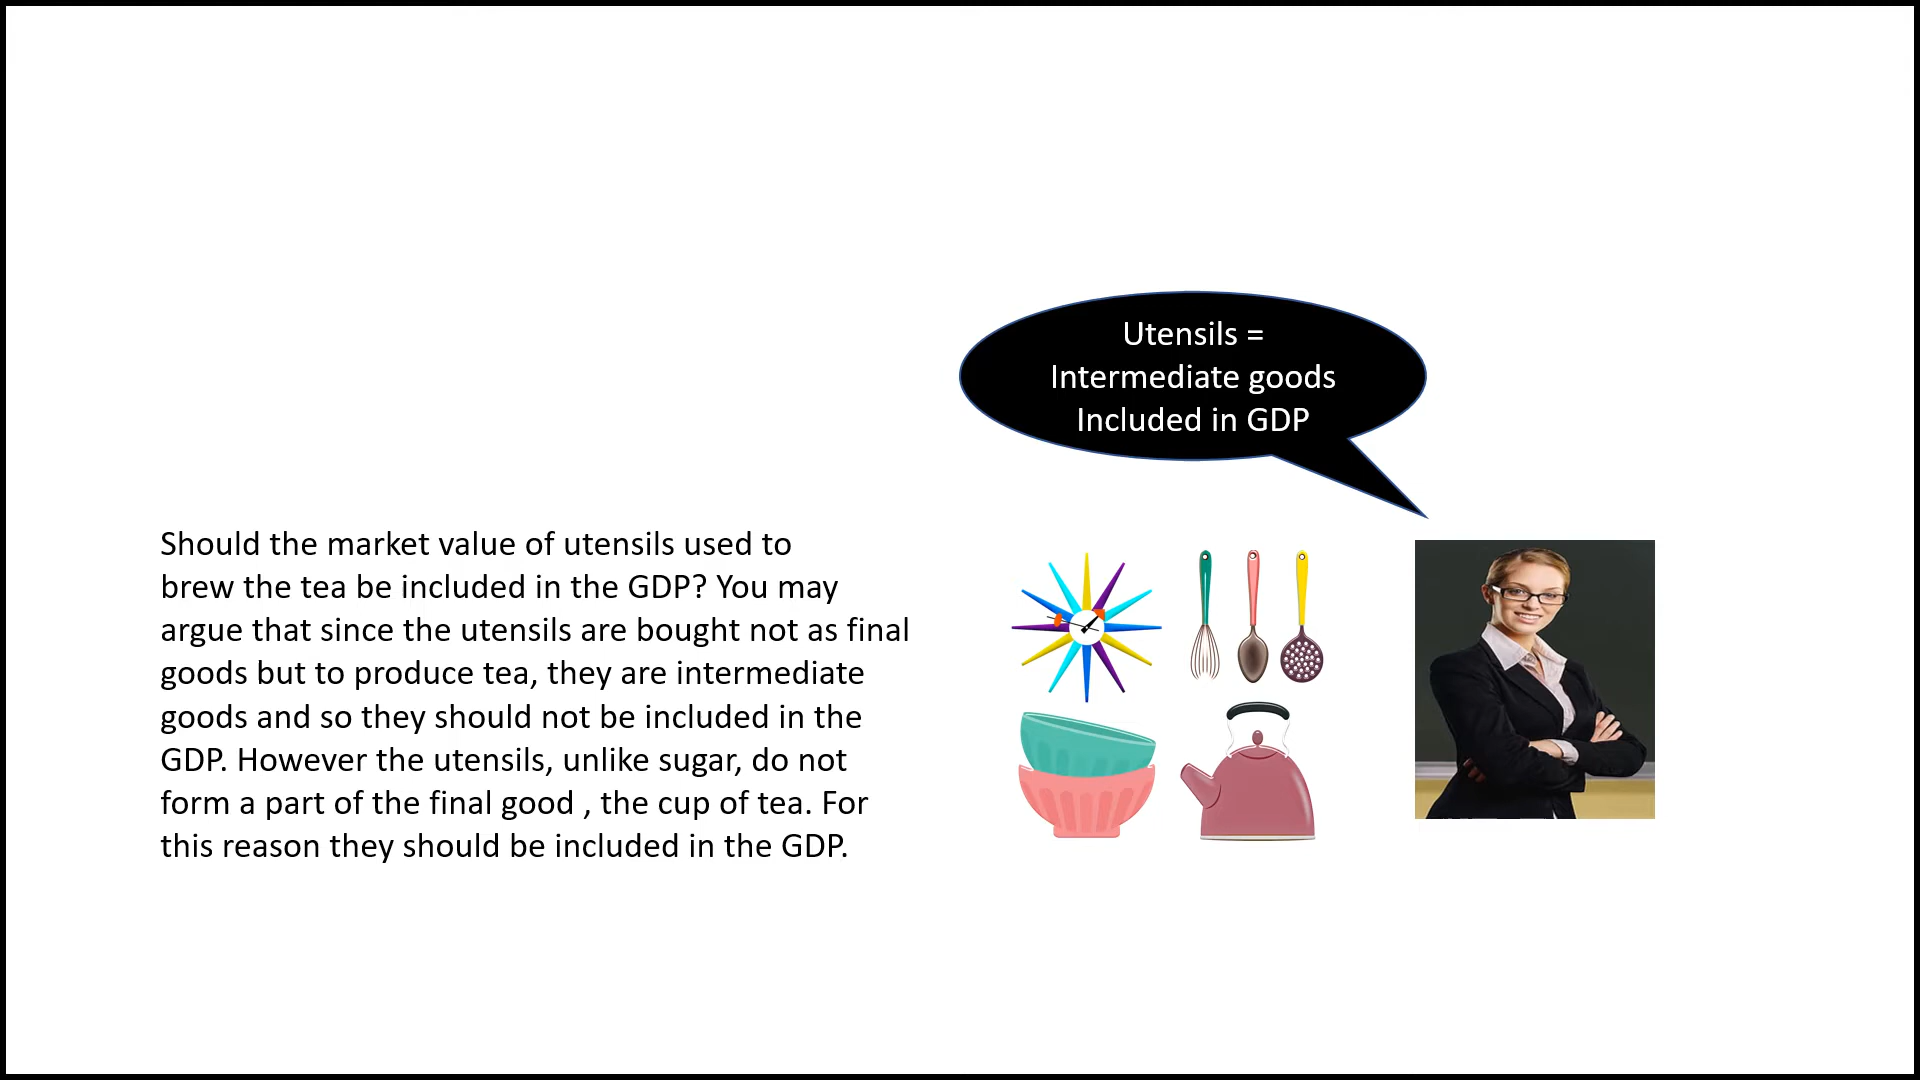 Utensils =
Intermediate goods
Included in GDP
Should the market value of utensils used to
brew the tea be included in the GDP? You may
argue that since the utensils are bought not as final
goods but to produce tea, they are intermediate
goods and so they should not be included in the
GDP. However the utensils, unlike sugar, do not
form a part of the final good , the cup of tea. For
this reason they should be included in the GDP.